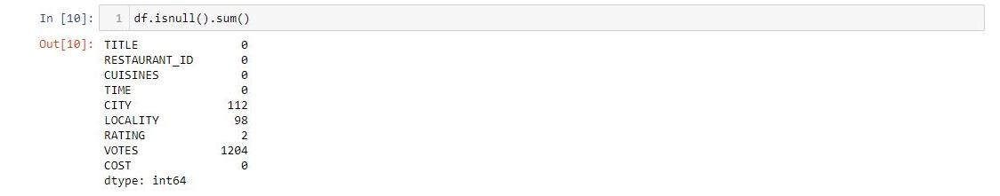 In [10]: 1 df.isnull().sum()
Out[10]: TITLE 0
RESTAURANT_ID 0
CUISINES 0
TIME 0
CITY 112
LOCALITY 98
RATING 2
VOTES 1204
COST 0
dtype: int64